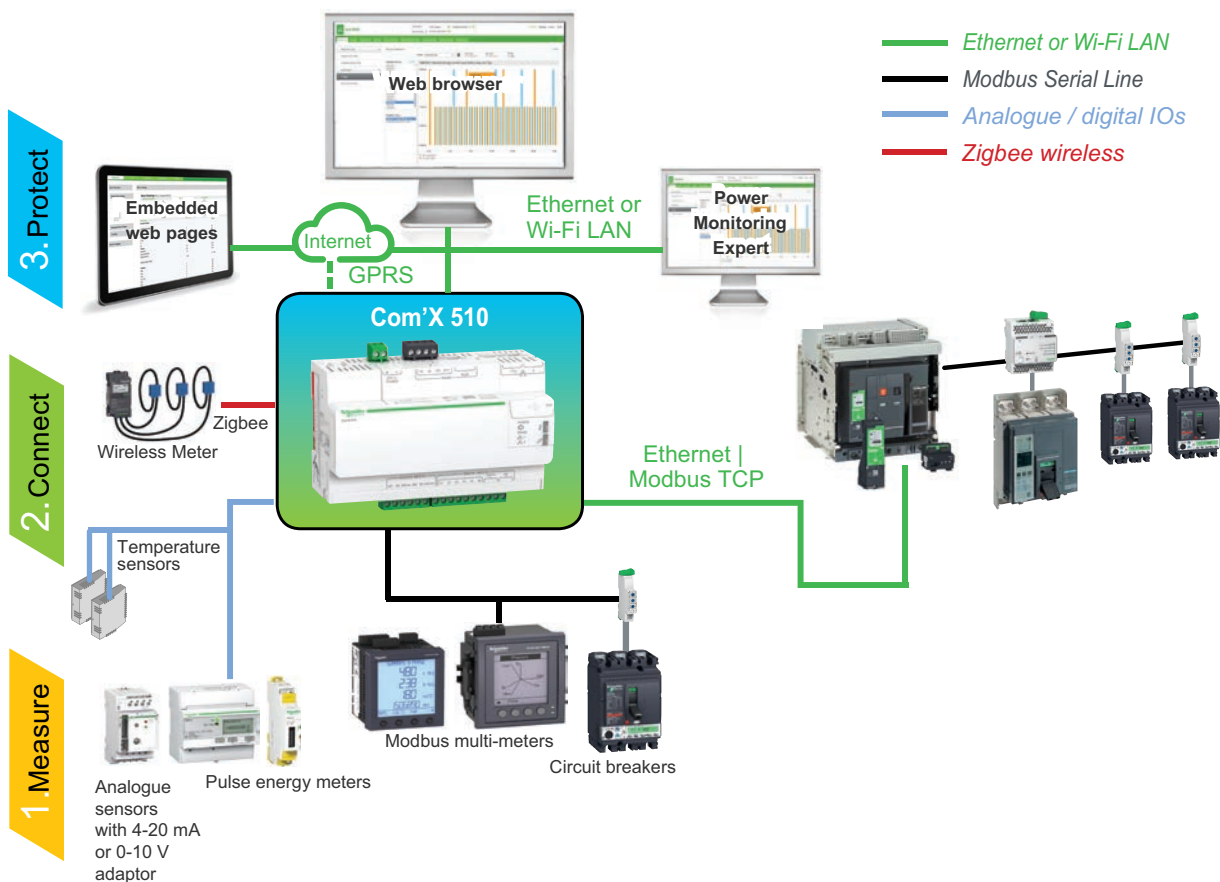 Ethernet or Wi-Fi LAN
Modbus Serial Line
Analogue / digital IOs
Zigbee wireless
3. Protect
Web browser
Embedded
web pages
Internet
GPRS
Ethernet or
Wi-Fi LAN
Power
Monitoring
Expert
2. Connect
Com’X 510
Schneider
Zigbee
Wireless Meter
Ethernet |
Modbus TCP
Temperature
sensors
1. Measure
Modbus multi-meters
Circuit breakers
Pulse energy meters
Analogue
sensors
with 4-20 mA
or 0-10 V
adaptor